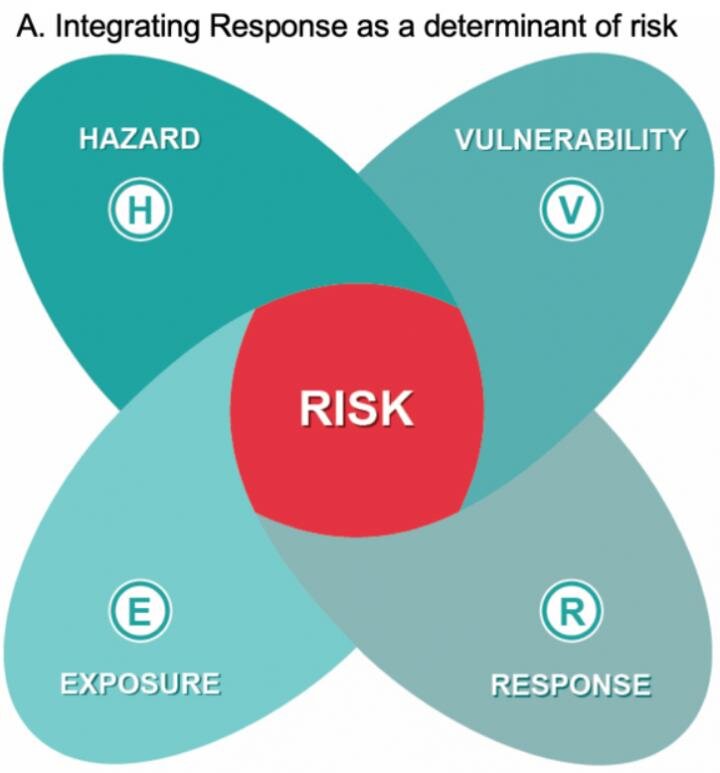 A. Integrating Response as a determinant of risk
HAZARD
H
VULNERABILITY
V
RISK
E
EXPOSURE
R
RESPONSE